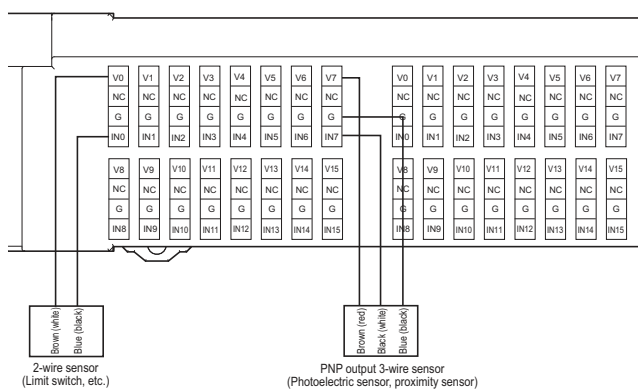 V0 V1 V2 V3 V4 V5 V6 V7 V0 V1 V2 V3 V4 V5 V6 V7
NC NC NC NC NC NC NC NC NC NC NC NC NC NC NC NC
G G G G G G G G G G G G G G G G
IN0 IN1 IN2 IN3 IN4 IN5 IN6 IN7 IN0 IN1 IN2 IN3 IN4 IN5 IN6 IN7
V8 V9 V10 V11 V12 V13 V14 V15 V8 V9 V10 V11 V12 V13 V14 V15
NC NC NC NC NC NC NC NC NC NC NC NC NC NC NC NC
G G G G G G G G G G G G G G G G
IN8 IN9 IN10 IN11 IN12 IN13 IN14 IN15 IN8 IN9 IN10 IN11 IN12 IN13 IN14 IN15
Brown (white)
Blue (black)
Brown (red)
Black (white)
Blue (black)
2-wire sensor
(Limit switch, etc.)
PNP output 3-wire sensor
(Photoelectric sensor, proximity sensor)